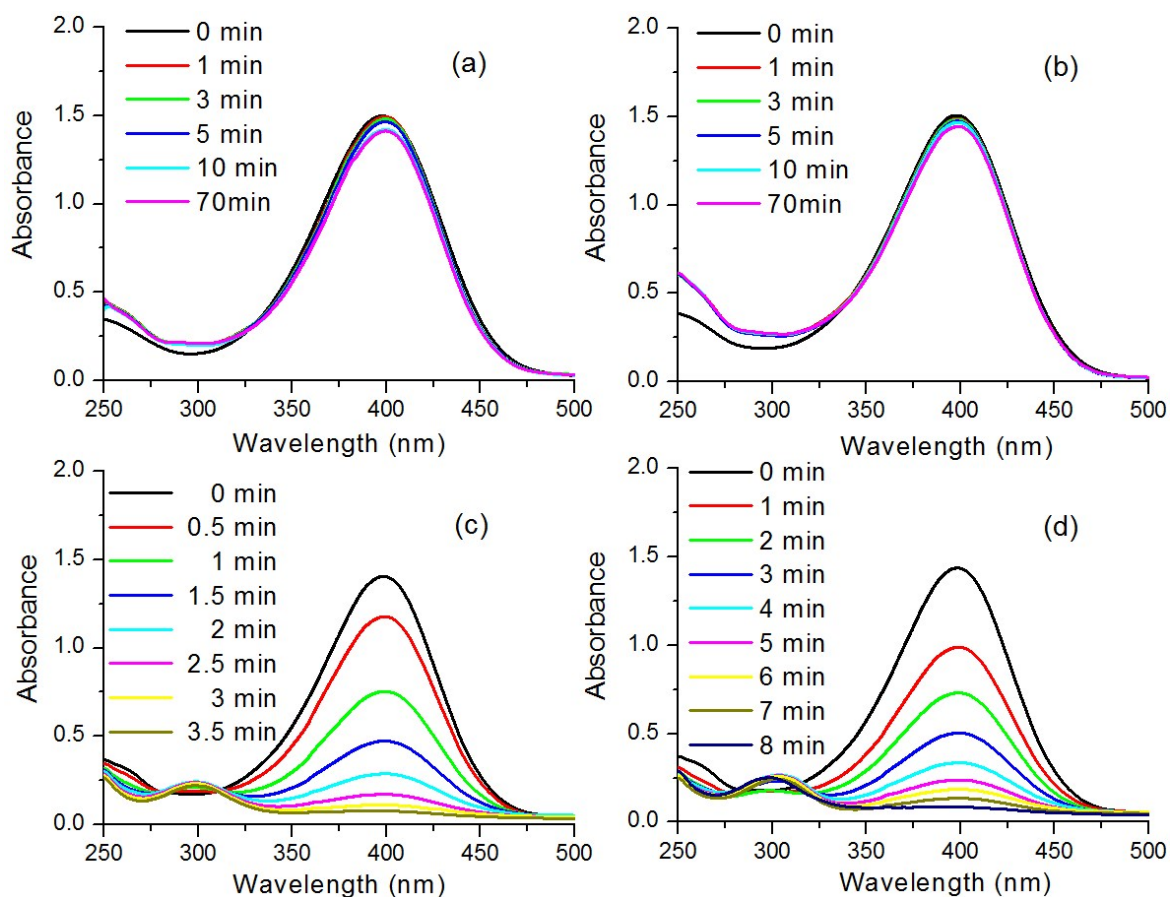 2.0
1.5
1.0
0.5
0.0
Absorbance
0 min
1 min
3 min
5 min
10 min
70min
(a)
250 300 350 400 450 500
Wavelength (nm)
2.0
1.5
1.0
0.5
0.0
Absorbance
0 min
1 min
3 min
5 min
10 min
70min
(b)
250 300 350 400 450 500
Wavelength (nm)
2.0
1.5
1.0
0.5
0.0
Absorbance
0 min
0.5 min
1 min
1.5 min
2 min
2.5 min
3 min
3.5 min
(c)
250 300 350 400 450 500
Wavelength (nm)
2.0
1.5
1.0
0.5
0.0
Absorbance
0 min
1 min
2 min
3 min
4 min
5 min
6 min
7 min
8 min
(d)
250 300 350 400 450 500
Wavelength (nm)